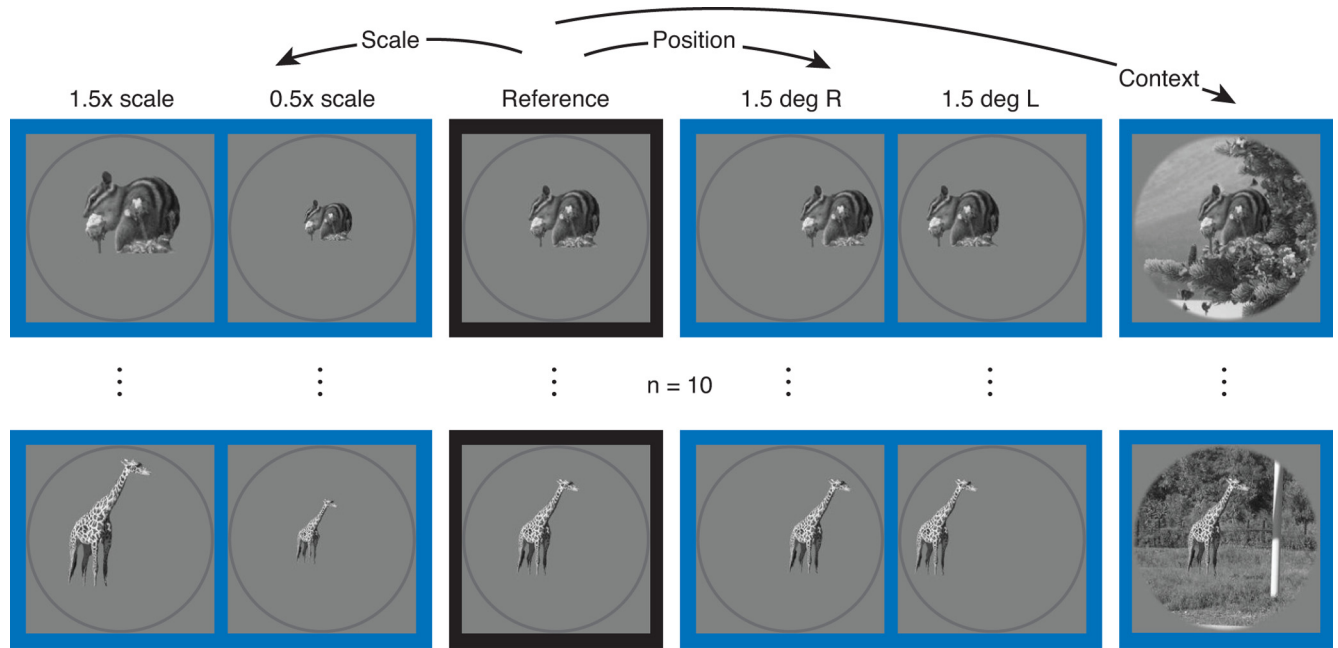 Scale
Position
Context
1.5x scale
0.5x scale
Reference
1.5 deg R
1.5 deg L
n = 10